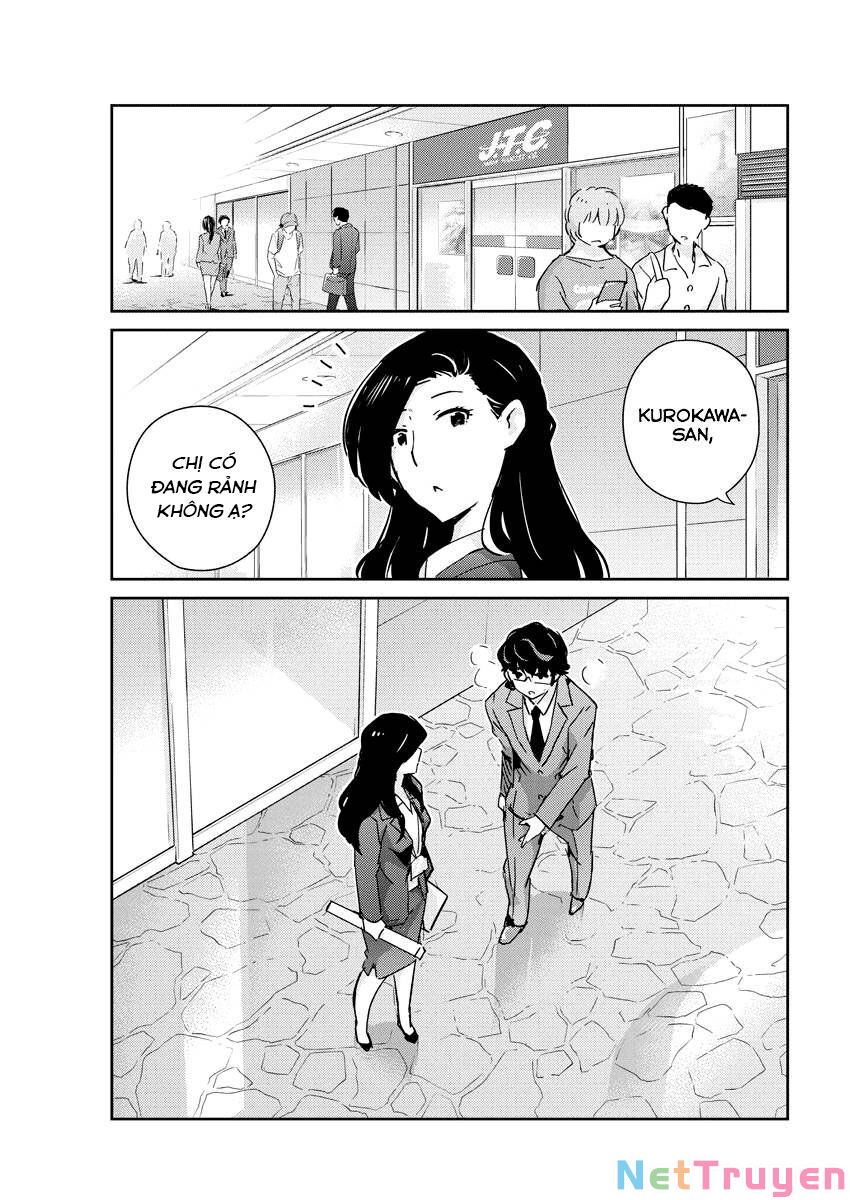 J.T.C.
KUROKAWA-
SAN,
CHỊ CÓ
ĐANG RẢNH
KHÔNG Ạ?
NetTruyen